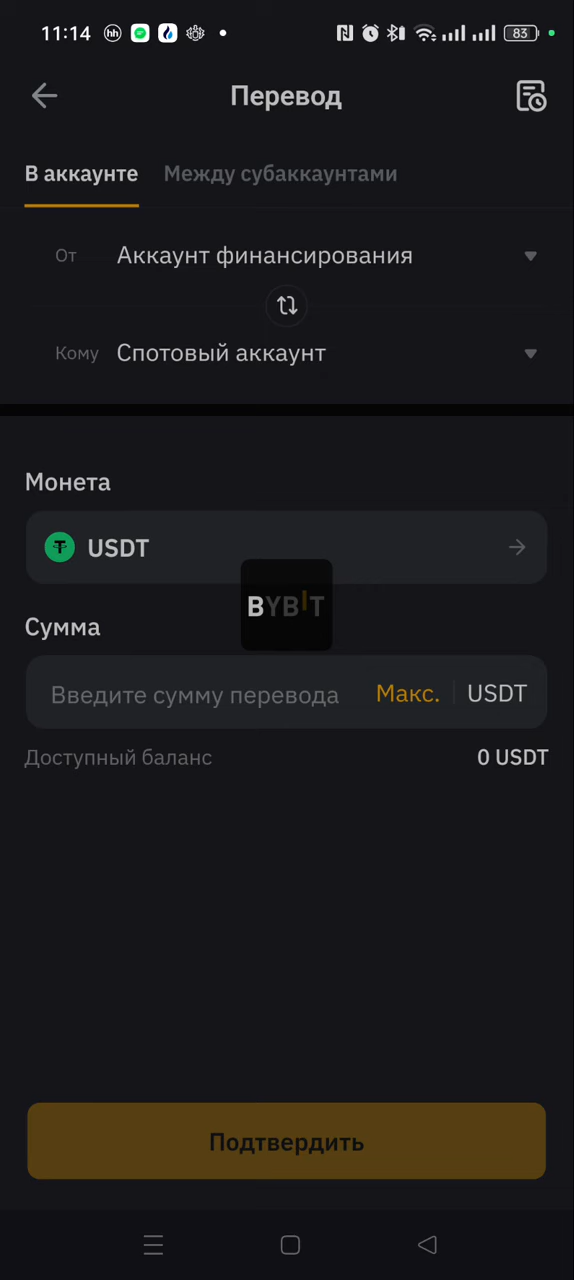 11:14 hh 83
Перевод
В аккаунте Между субаккаунтами
От Аккаунт финансирования
Кому Спотовый аккаунт
Монета
USDT
BYBIT
Сумма
Введите сумму перевода Макс. USDT
Доступный баланс 0 USDT
Подтвердить